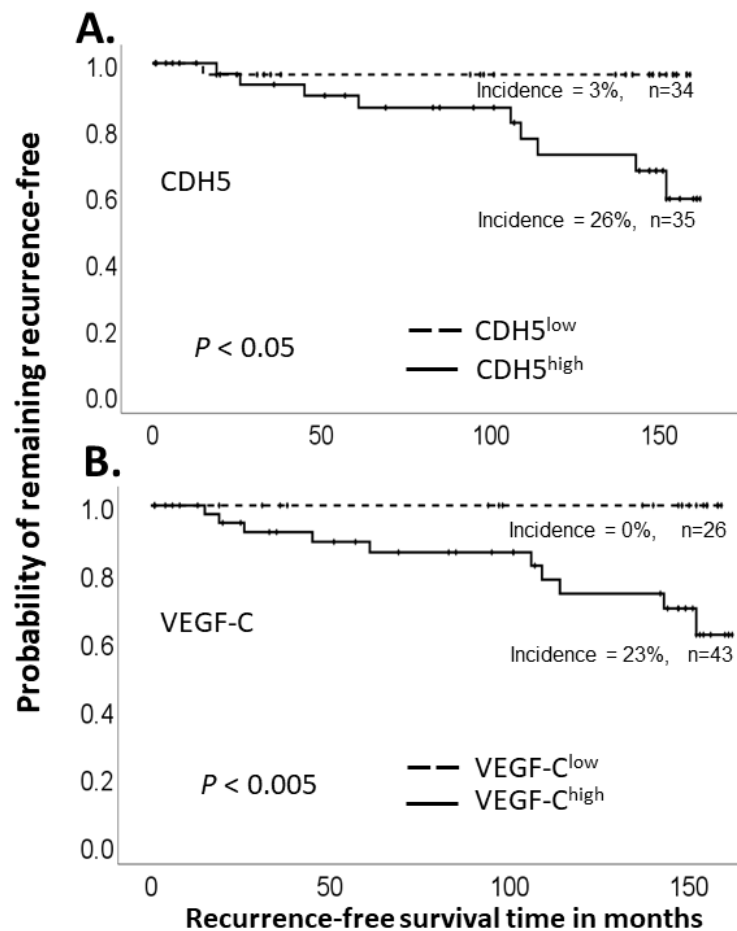 A.
Probability of remaining recurrence-free
1.0
0.8
0.6
0.4
0.2
0.0
Incidence = 3%, n=34
CDH5
Incidence = 26%, n=35
CDH5low
P < 0.05
CDH5high
0 50 100 150
B.
1.0
0.8
0.6
0.4
0.2
0.0
Incidence = 0%, n=26
VEGF-C
Incidence = 23%, n=43
VEGF-Clow
P < 0.005
VEGF-Chigh
0 50 100 150
Recurrence-free survival time in months